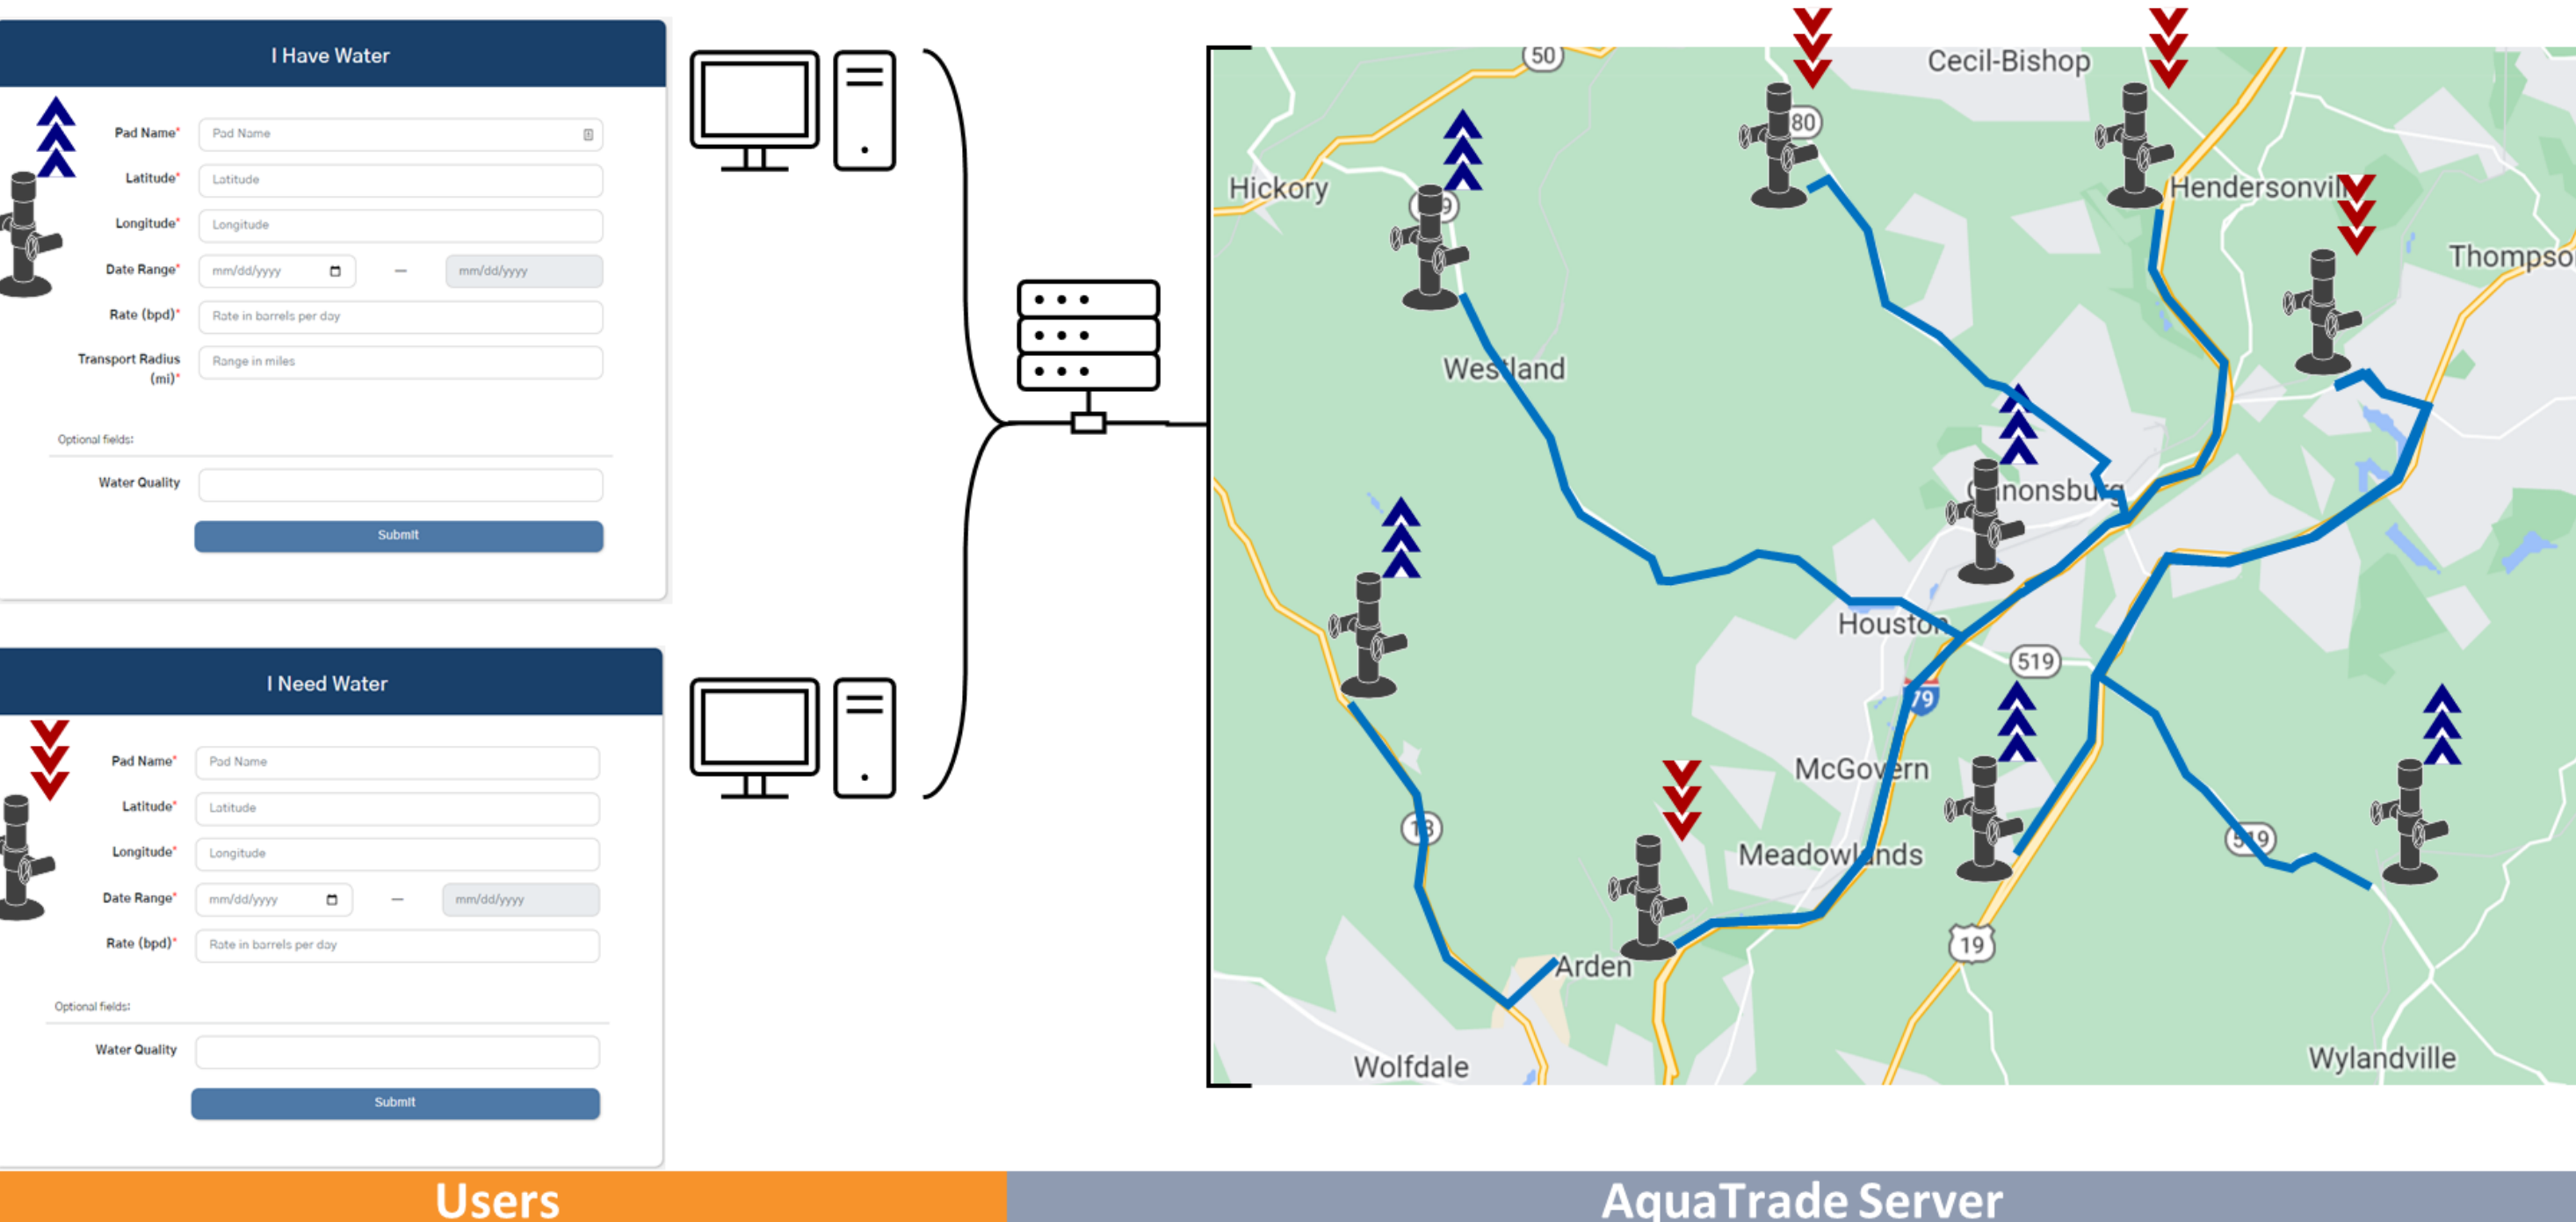 I Have Water
Pad Name*
Pad Name
Latitude*
Latitude
Longitude*
Longitude
Date Range*
mm/dd/yyyy
—
mm/dd/yyyy
Rate (bpd)*
Rate in barrels per day
Transport Radius
(mi)*
Range in miles
Optional fields:
Water Quality
Submit
I Need Water
Pad Name*
Pad Name
Latitude*
Latitude
Longitude*
Longitude
Date Range*
mm/dd/yyyy
—
mm/dd/yyyy
Rate (bpd)*
Rate in barrels per day
Optional fields:
Water Quality
Submit
50
Cecil-Bishop
80
Hickory
Hendersonvil
Thompso
Westland
Canonsburg
Houston
519
79
McGovern
18
Meadowlands
519
19
Arden
Wolfdale
Wylandville
Users
AquaTrade Server